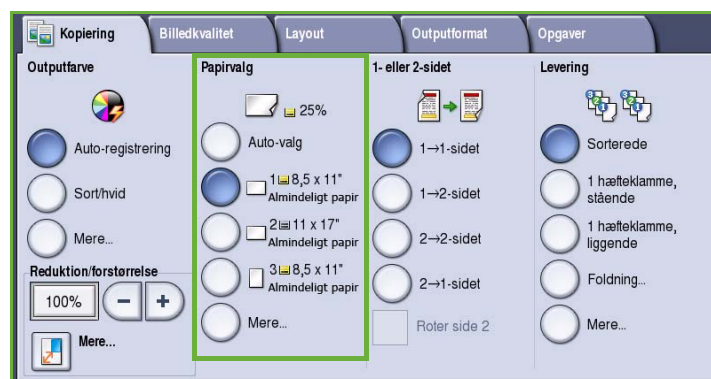 Kopiering
Billedkvalitet
Layout
Outputformat
Opgaver
Outputfarve
Auto-registrering
Sort/hvid
Mere...
Reduktion/forstørrelse
100%
Mere...
Papirvalg
25%
Auto-valg
1 8,5 x 11"
Almindeligt papir
2 11 x 17"
Almindeligt papir
3 8,5 x 11"
Almindeligt papir
Mere...
1- eller 2-sidet
1→1-sidet
1→2-sidet
2→2-sidet
2→1-sidet
Roter side 2
Levering
Sorterede
1 hæfteklamme,
stående
1 hæfteklamme,
liggende
Foldning...
Mere...